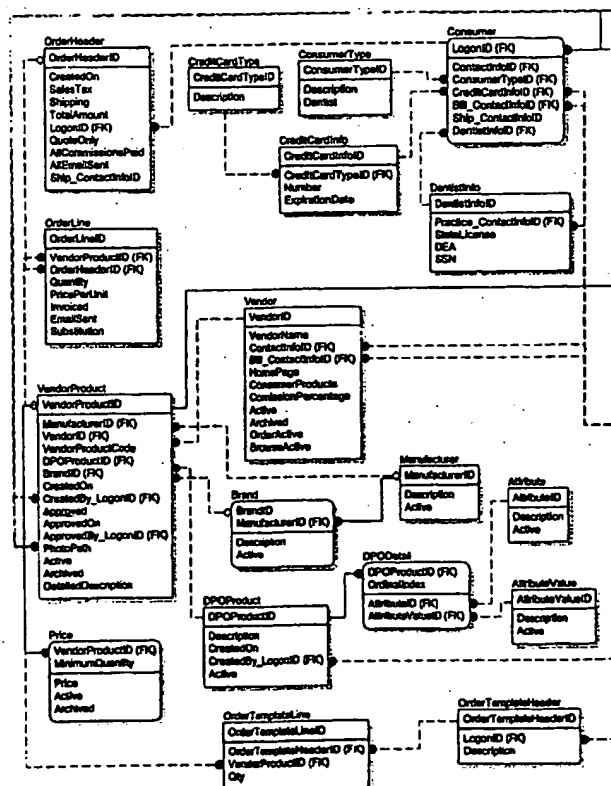 OrderHeader
OrderHeaderID
CreatedOn
SalesTax
Shipping
TotalAmount
LogonID (FK)
QuoteOnly
AllCommissionsPaid
AllEmailSent
Ship_ContactInfoID
CreditCardType
CreditCardTypeID
Description
ConsumerType
ConsumerTypeID
Description
Dentist
Consumer
LogonID (FK)
ContactInfoID (FK)
ConsumerTypeID (FK)
CreditCardInfoID (FK)
Bill_ContactInfoID (FK)
Ship_ContactInfoID
DentistInfoID (FK)
CreditCardInfo
CreditCardInfoID
CreditCardTypeID (FK)
Number
ExpirationDate
DentistInfo
DentistInfoID
Practice_ContactInfoID (FK)
StateLicense
DEA
SSN
OrderLine
OrderLineID
VendorProductID (FK)
OrderHeaderID (FK)
Quantity
PricePerUnit
Invoiced
EmailSent
Substitution
Vendor
VendorID
VendorName
ContactInfoID (FK)
Bill_ContactInfoID (FK)
HomePage
ConsumerProducts
ComissionPercentage
Active
Archived
OrderActive
BrowseActive
VendorProduct
VendorProductID
ManufacturerID (FK)
VendorID (FK)
VendorProductCode
DPOProductID (FK)
BrandID (FK)
CreatedOn
CreatedBy_LogonID (FK)
Approved
ApprovedOn
ApprovedBy_LogonID (FK)
PhotoPath
Active
Archived
DetailedDescription
Manufacturer
ManufacturerID
Description
Active
Brand
BrandID
ManufacturerID (FK)
Description
Active
Attribute
AttributeID
Description
Active
DPODetail
DPOProductID (FK)
OrdinalIndex
AttributeID (FK)
AttributeValueID (FK)
AttributeValue
AttributeValueID
Description
Active
DPOProduct
DPOProductID
Description
CreatedOn
CreatedBy_LogonID (FK)
Active
Price
VendorProductID (FK)
MinimumQuantity
Price
Active
Archived
OrderTemplateLine
OrderTemplateLineID
OrderTemplateHeaderID (FK)
VendorProductID (FK)
Qty
OrderTemplateHeader
OrderTemplateHeaderID
LogonID (FK)
Description